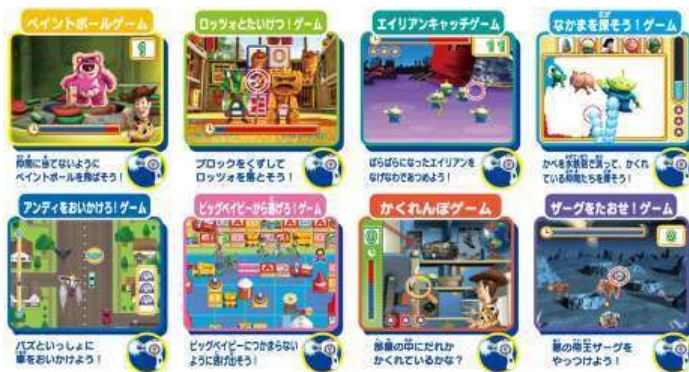 ペイントボールゲーム
1
仲間に当てないように
ペイントボールを飛ばそう!
ロッツォとたいけつ!ゲーム
ブロックをくずして
ロッツォを落とそう!
エイリアンキャッチゲーム
11
ばらばらになったエイリアンを
なげなわであつめよう!
なかまを探そう!ゲーム
かべを水鉄砲で洗って、かくれ
ている仲間たちを探そう!
アンディをおいかけろ!ゲーム
バズといっしょに
車をおいかけよう!
ビッグベイビーから逃げろ!ゲーム
ビッグベイビーにつかまらない
ように逃げ出そう!
かくれんぼゲーム
部屋の中にだれか
かくれているかな?
ザーグをたおせ!ゲーム
悪の帝王ザーグを
やっつけよう!